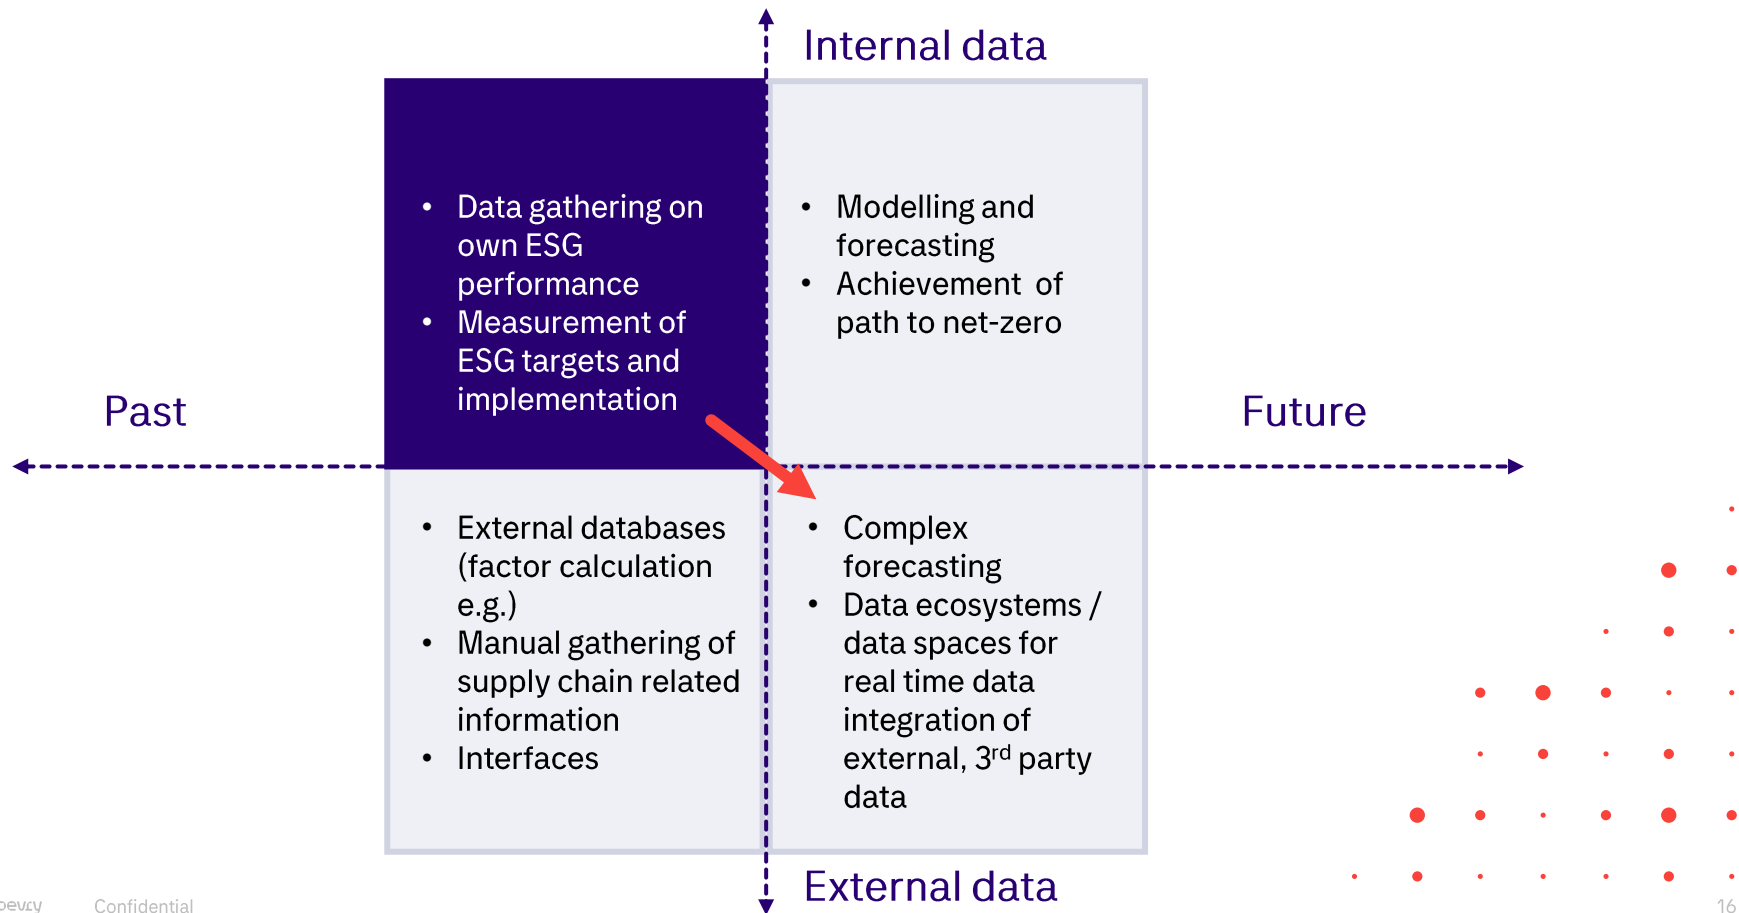 Internal data
• Data gathering on
own ESG
performance
• Measurement of
ESG targets and
implementation
• Modelling and
forecasting
• Achievement of
path to net-zero
Past
Future
• External databases
(factor calculation
e.g.)
• Manual gathering of
supply chain related
information
• Interfaces
• Complex
forecasting
• Data ecosystems /
data spaces for
real time data
integration of
external, 3rd party
data
External data
Confidential
16